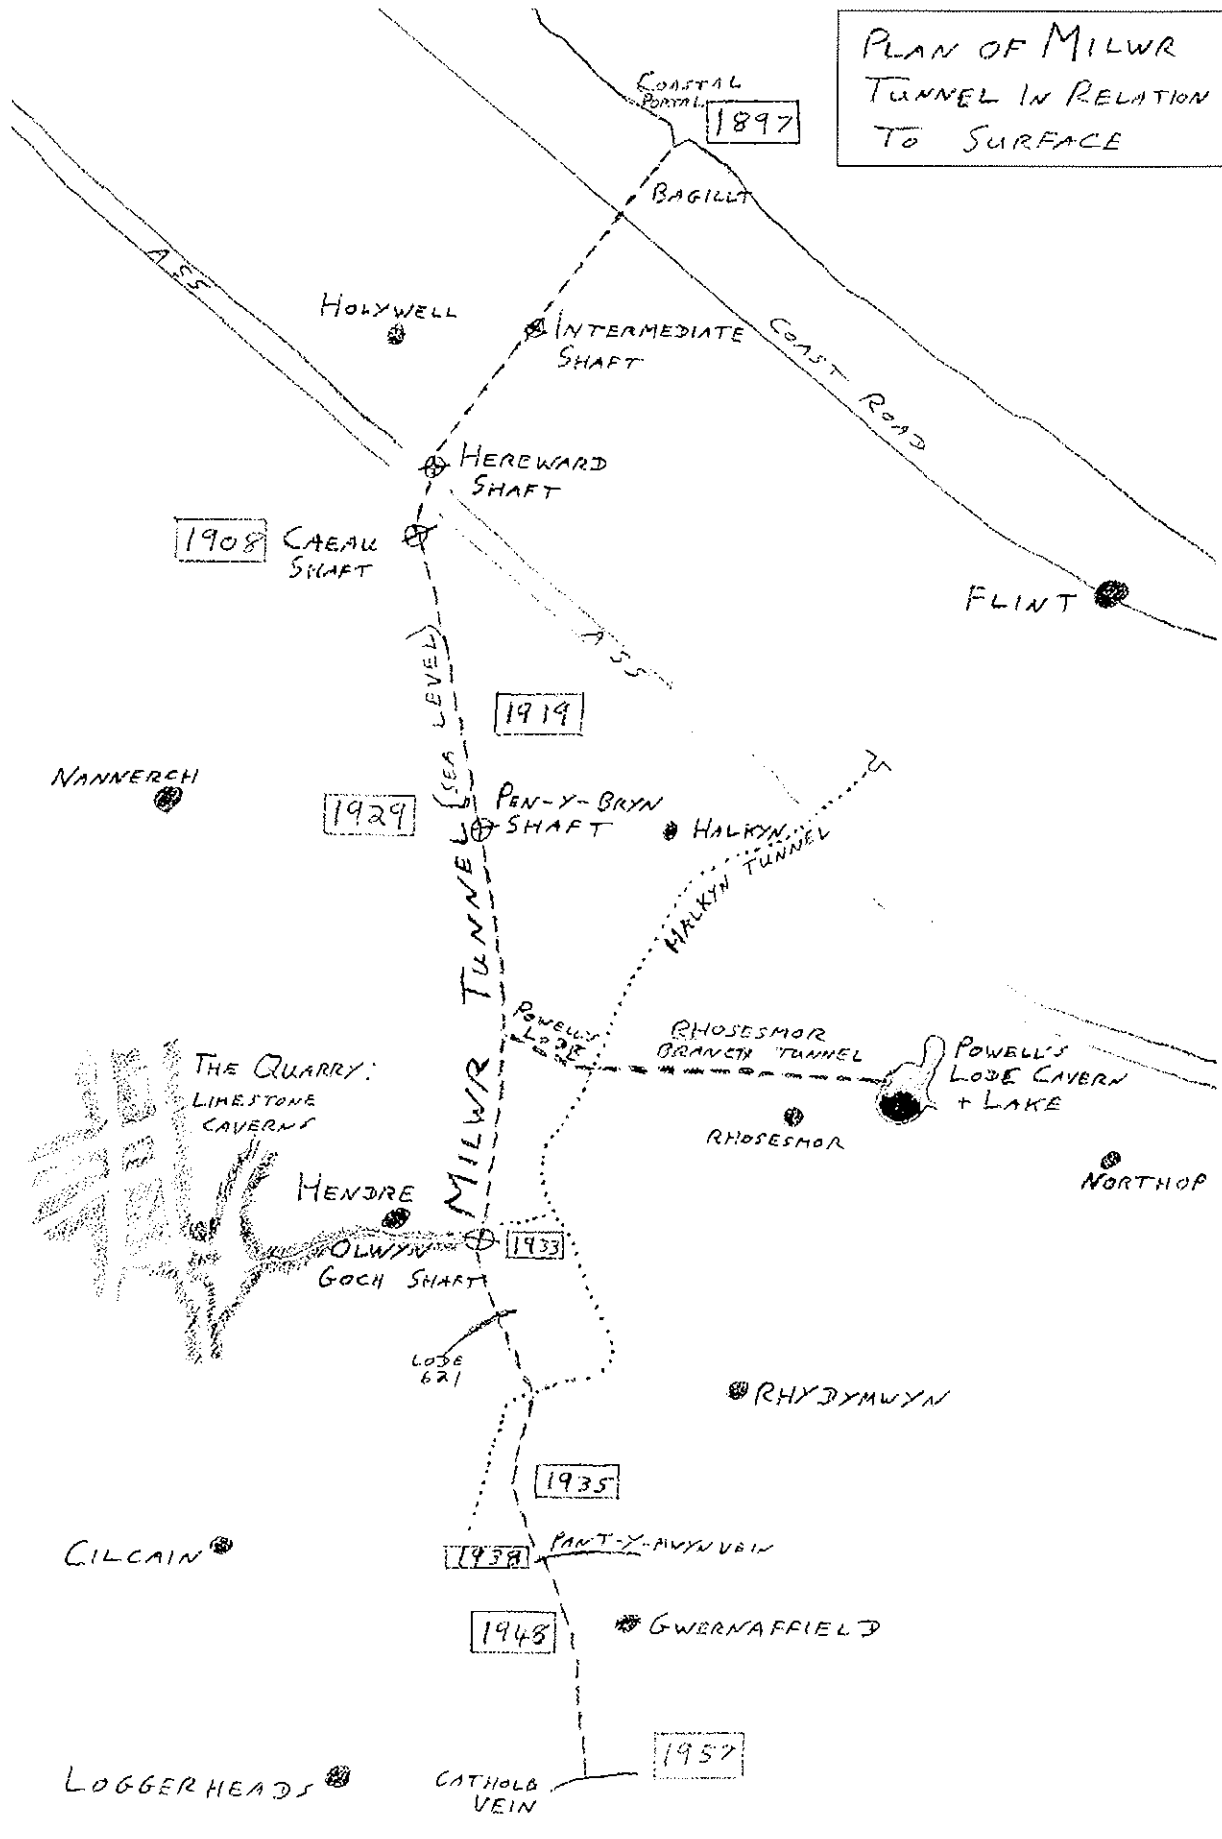 PLAN OF MILWR
TUNNEL IN RELATION
TO SURFACE
COASTAL
PORTAL
1897
BAGILLT
A55
HOLYWELL
INTERMEDIATE
SHAFT
COAST ROAD
HEREWARD
SHAFT
1908
CAEAU
SHAFT
FLINT
A55
1919
NANNERCH
1929
PEN-Y-BRYN
SHAFT
HALKYN
HALKYN TUNNEL
MILWR TUNNEL (SEA LEVEL)
POWELL'S
LODE
RHOSESMOR
BRANCH TUNNEL
POWELL'S
LODE CAVERN
+ LAKE
THE QUARRY:
LIMESTONE
CAVERNS
RHOSESMOR
NORTHOP
HENDRE
OLWYN
GOCH SHAFT
1933
LODE
621
RHYDYMWYN
1935
CILCAIN
1938
PANT-Y-MWYN VEIN
1948
GWERNAFFIELD
1957
LOGGERHEADS
CATHOLE
VEIN